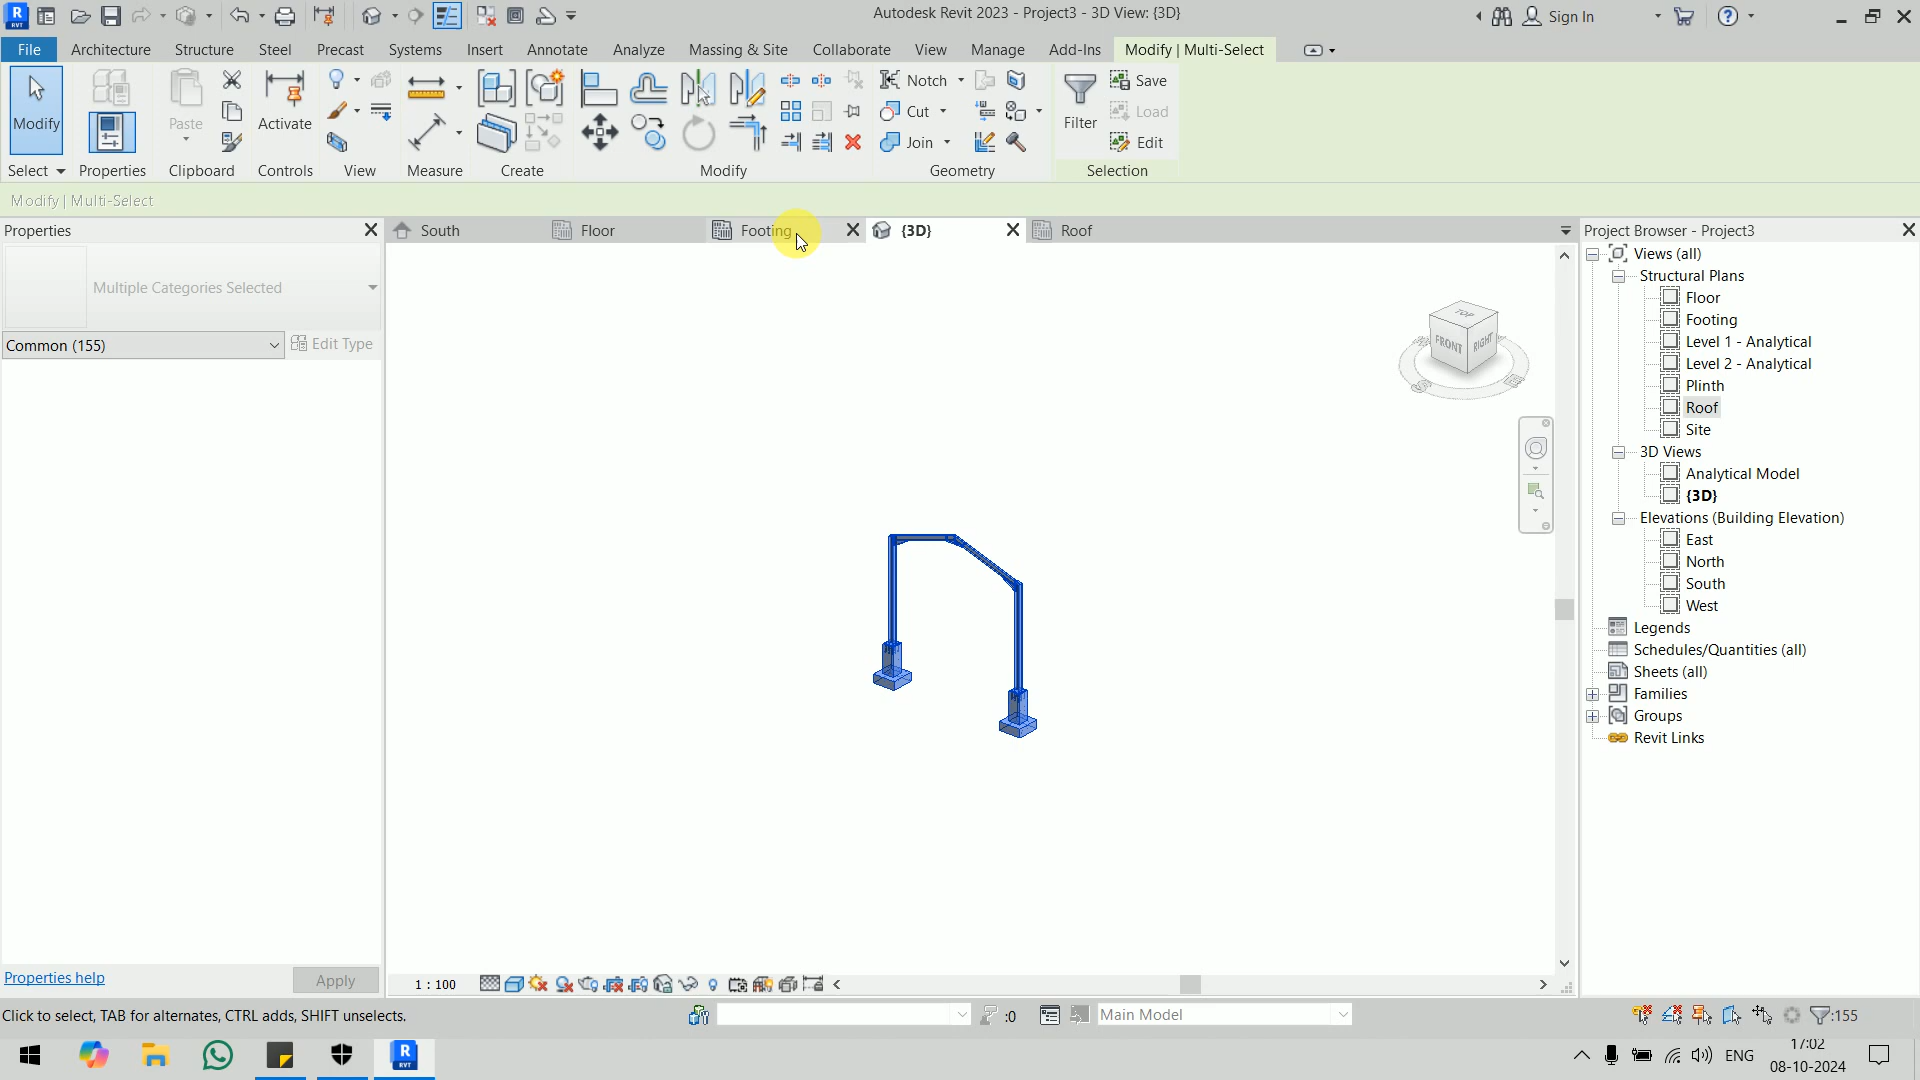 Autodesk Revit 2023 - Project3 - 3D View: {3D}
Sign In
File Architecture Structure Steel Precast Systems Insert Annotate Analyze Massing & Site Collaborate View Manage Add-Ins Modify | Multi-Select
Modify Paste Activate Notch Cut Join Filter Save Load Edit
Select Properties Clipboard Controls View Measure Create Modify Geometry Selection
Modify | Multi-Select
Properties
South Floor Footing {3D} Roof
Project Browser - Project3
Multiple Categories Selected
Common (155) Edit Type
Properties help Apply
TOP
FRONT RIGHT
S E
Views (all)
Structural Plans
Floor
Footing
Level 1 - Analytical
Level 2 - Analytical
Plinth
Roof
Site
3D Views
Analytical Model
{3D}
Elevations (Building Elevation)
East
North
South
West
Legends
Schedules/Quantities (all)
Sheets (all)
Families
Groups
Revit Links
1 : 100
Click to select, TAB for alternates, CTRL adds, SHIFT unselects.
:0 Main Model :155
ENG 17:02
08-10-2024